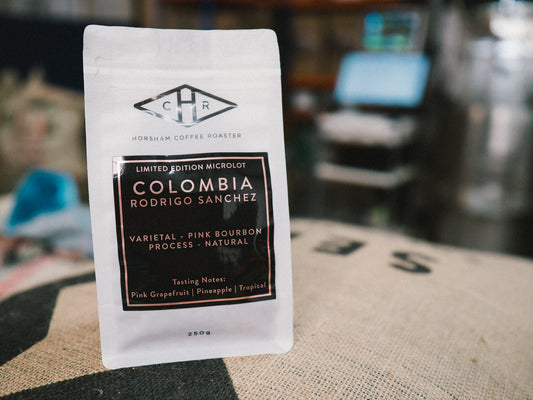 C H R
HORSHAM COFFEE ROASTER
LIMITED EDITION MICROLOT
COLOMBIA
RODRIGO SANCHEZ
VARIETAL - PINK BOURBON
PROCESS - NATURAL
Tasting Notes:
Pink Grapefruit | Pineapple | Tropical
250g